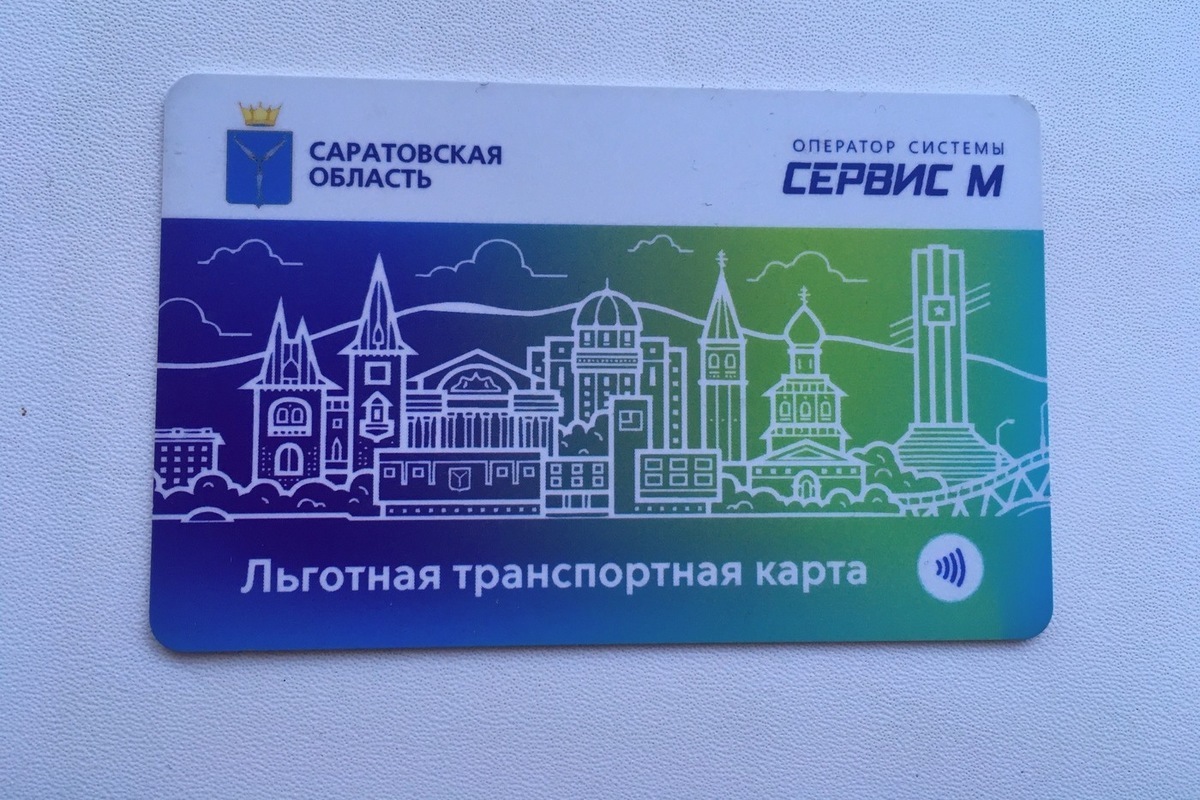 САРАТОВСКАЯ
ОБЛАСТЬ
ОПЕРАТОР СИСТЕМЫ
СЕРВИС М
Льготная транспортная карта